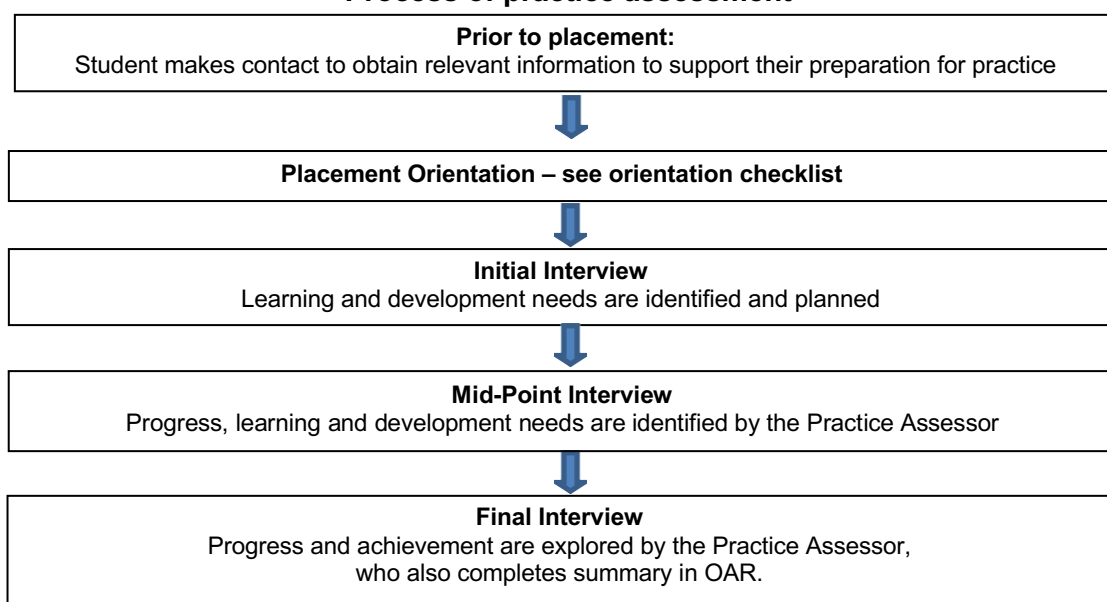 Process of practice assessment
Prior to placement:
Student makes contact to obtain relevant information to support their preparation for practice
Placement Orientation – see orientation checklist
Initial Interview
Learning and development needs are identified and planned
Mid-Point Interview
Progress, learning and development needs are identified by the Practice Assessor
Final Interview
Progress and achievement are explored by the Practice Assessor,
who also completes summary in OAR.